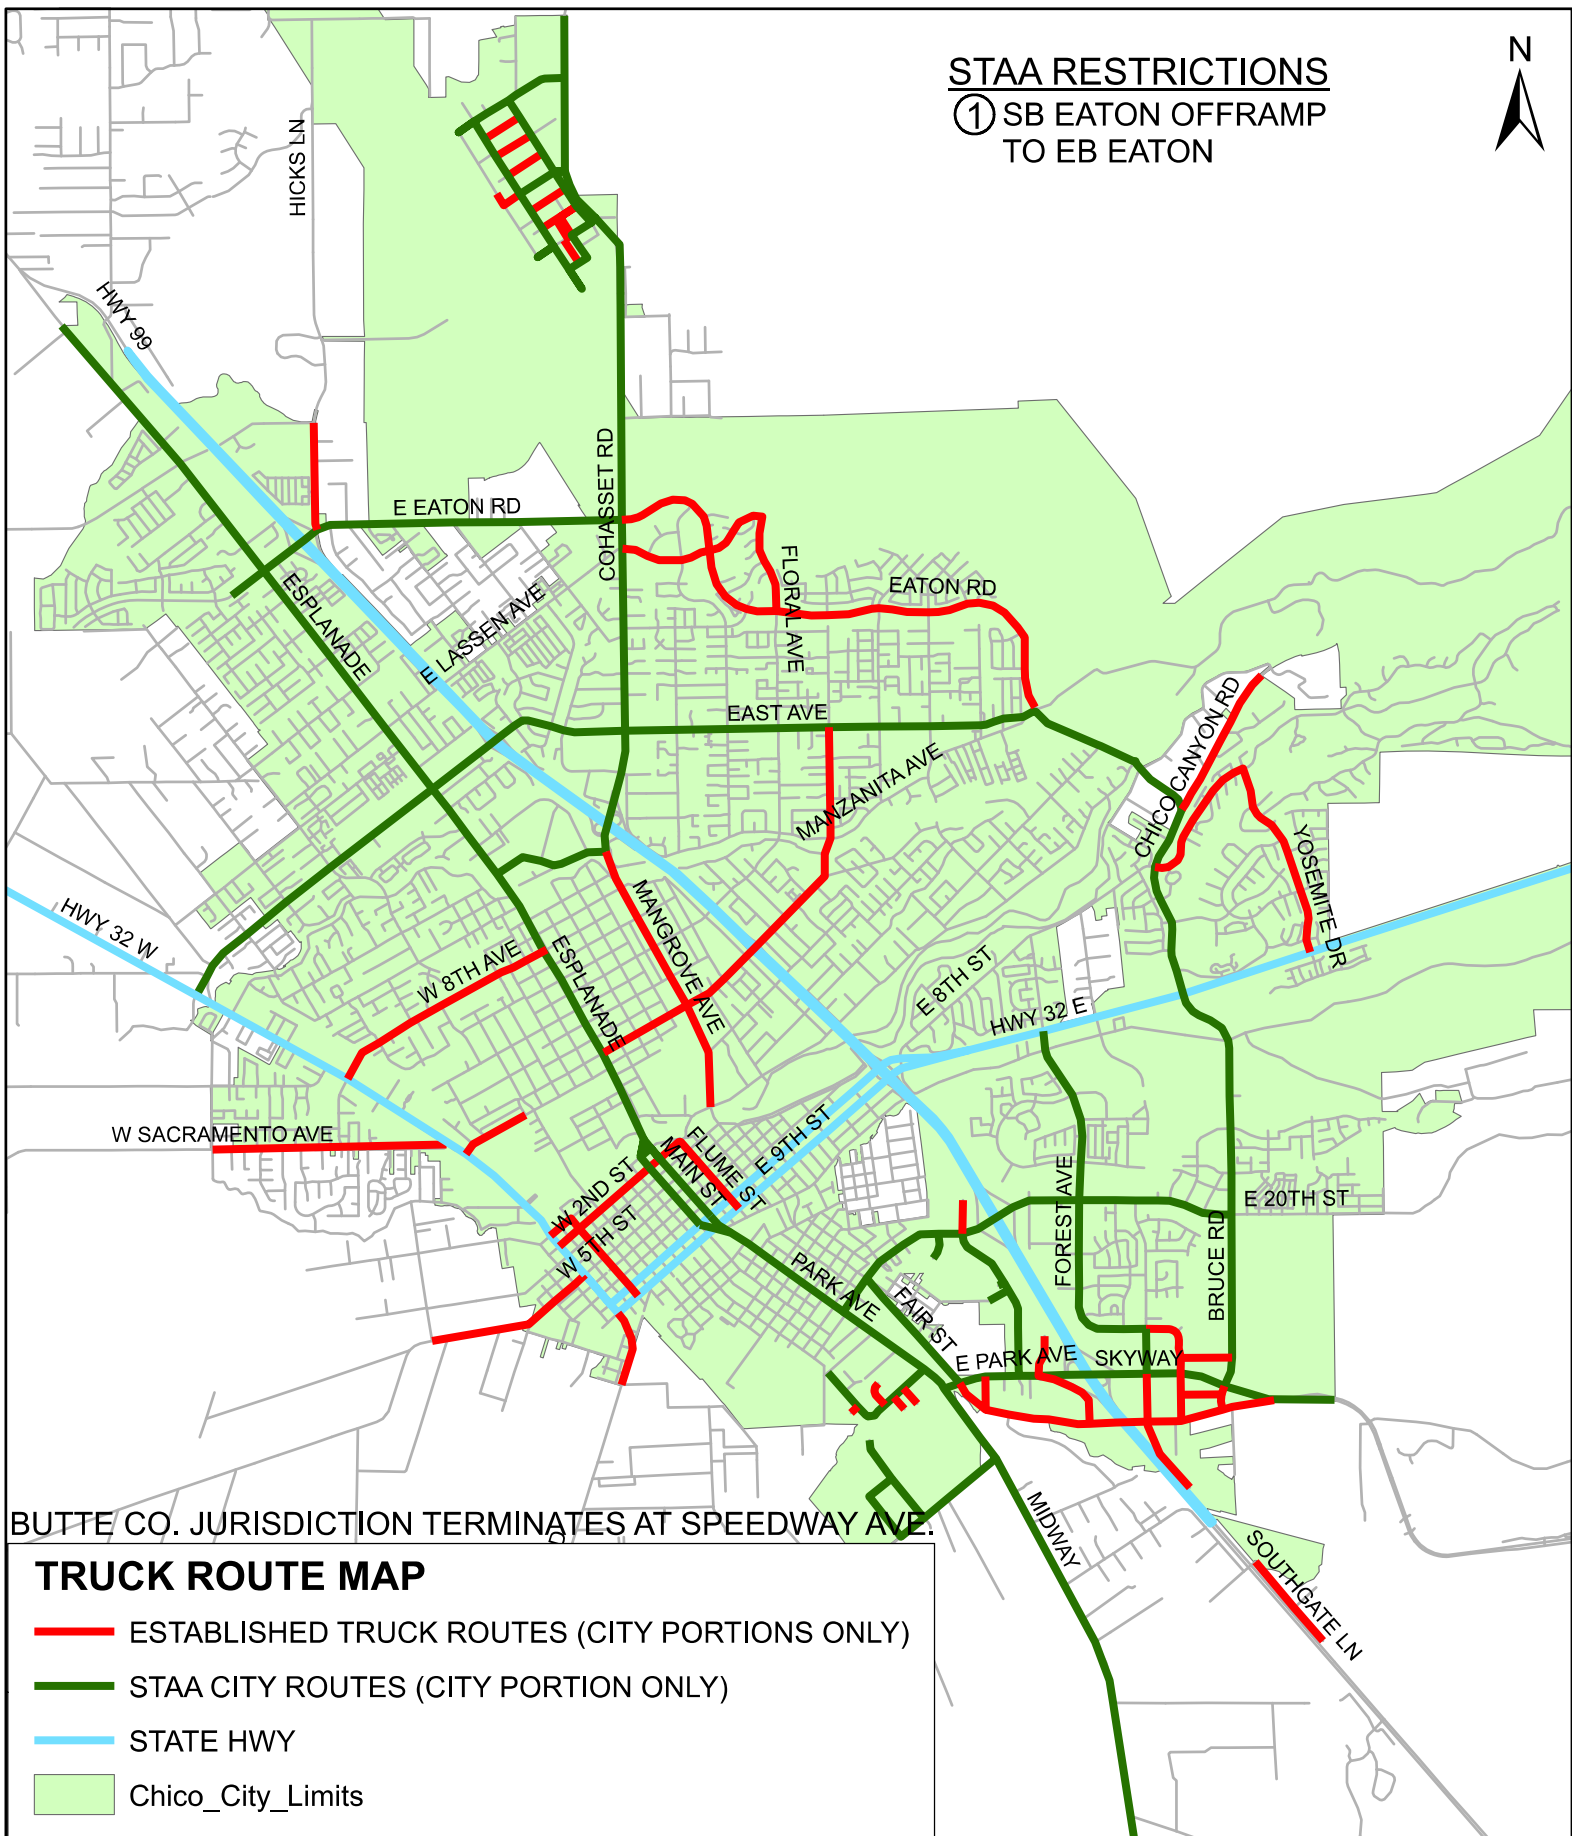 STAA RESTRICTIONS
1 SB EATON OFFRAMP
TO EB EATON
N
HICKS LN
HWY 99
E EATON RD
COHASSET RD
FLORAL AVE
EATON RD
ESPLANADE
E LASSEN AVE
EAST AVE
MANZANITA AVE
CHICO CANYON RD
YOSEMITE DR
HWY 32 W
W 8TH AVE
ESPLANADE
MANGROVE AVE
E 8TH ST
HWY 32 E
W SACRAMENTO AVE
FLUME ST
MAIN ST
E 9TH ST
W 2ND ST
W 5TH ST
FOREST AVE
E 20TH ST
BRUCE RD
PARK AVE
FAIR ST
E PARK AVE
SKYWAY
MIDWAY
SOUTHGATE LN
BUTTE CO. JURISDICTION TERMINATES AT SPEEDWAY AVE.
TRUCK ROUTE MAP
ESTABLISHED TRUCK ROUTES (CITY PORTIONS ONLY)
STAA CITY ROUTES (CITY PORTION ONLY)
STATE HWY
Chico_City_Limits